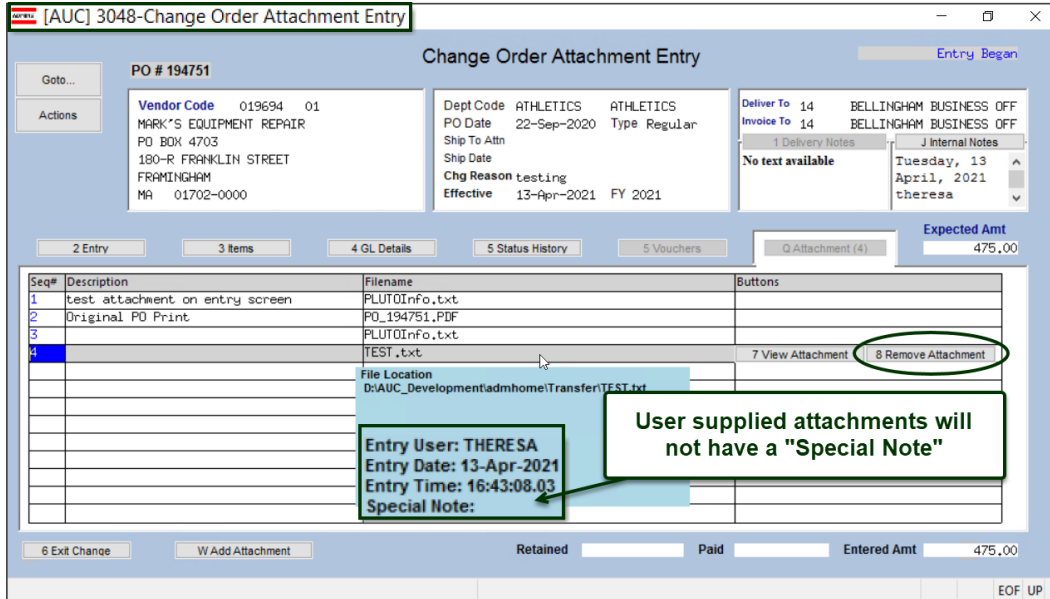 [AUC] 3048-Change Order Attachment Entry
Change Order Attachment Entry
Entry Began
Goto...
PO # 194751
Actions
Vendor Code 019694 01
MARK'S EQUIPMENT REPAIR
PO BOX 4703
180-R FRANKLIN STREET
FRAMINGHAM
MA 01702-0000
Dept Code ATHLETICS ATHLETICS
PO Date 22-Sep-2020 Type Regular
Ship To Attn
Ship Date
Chg Reason testing
Effective 13-Apr-2021 FY 2021
Deliver To 14 BELLINGHAM BUSINESS OFF
Invoice To 14 BELLINGHAM BUSINESS OFF
1 Delivery Notes J Internal Notes
No text available
Tuesday, 13
April, 2021
theresa
Expected Amt
2 Entry 3 Items 4 GL Details 5 Status History 5 Vouchers Q Attachment (4) 475.00
Seq# Description Filename Buttons
1 test attachment on entry screen PLUTOInfo.txt
2 Original PO Print PO_194751.PDF
3 PLUTOInfo.txt
4 TEST.txt 7 View Attachment 8 Remove Attachment
File Location
D:\AUC_Development\admhome\Transfer\TEST.txt
Entry User: THERESA
Entry Date: 13-Apr-2021
Entry Time: 16:43:08.03
Special Note:
User supplied attachments will
not have a "Special Note"
6 Exit Change W Add Attachment Retained Paid Entered Amt 475.00
EOF UP